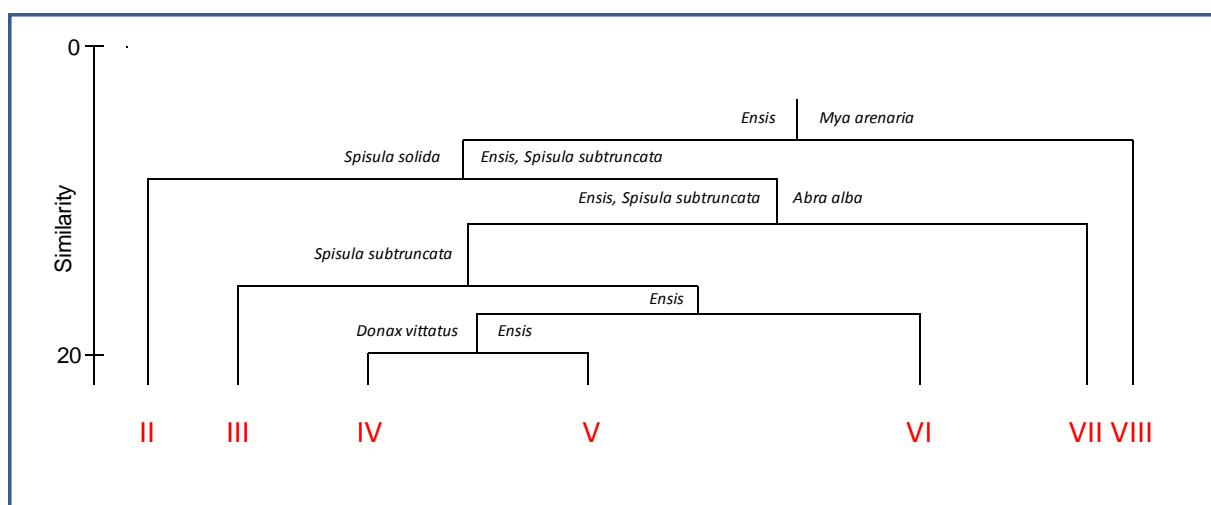 0
Ensis Mya arenaria
Spisula solida Ensis, Spisula subtruncata
Ensis, Spisula subtruncata Abra alba
Similarity
Spisula subtruncata
Ensis
Donax vittatus Ensis
20
II III IV V VI VII VIII